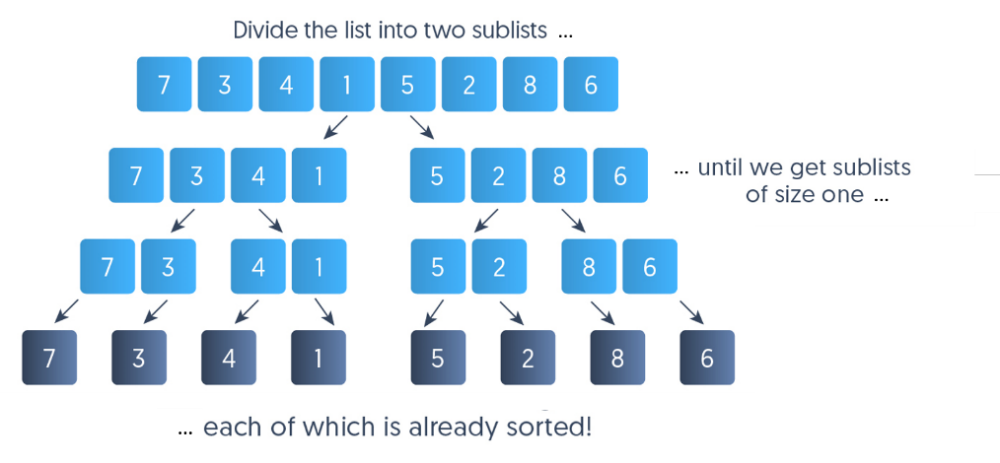 Divide the list into two sublists ...
7 3 4 1 5 2 8 6
7 3 4 1 5 2 8 6
... until we get sublists
of size one ...
7 3 4 1 5 2 8 6
7 3 4 1 5 2 8 6
... each of which is already sorted!